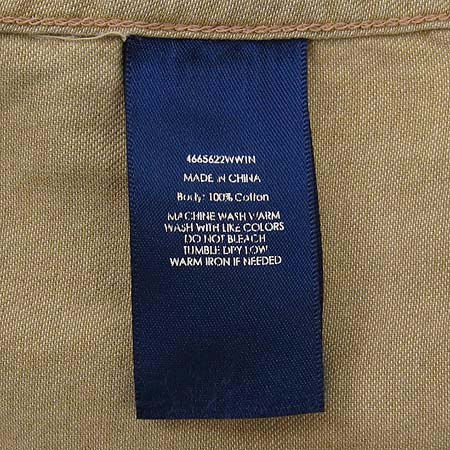 466S622WWIN
MADE IN CHINA
Body: 100% Cotton
MACHINE WASH WARM
WASH WITH LIKE COLORS
DO NOT BLEACH
TUMBLE DRY LOW
WARM IRON IF NEEDED